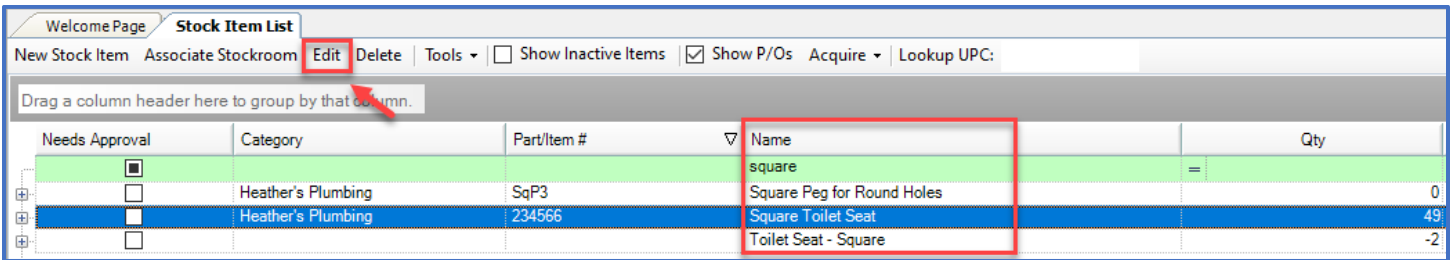 Welcome Page Stock Item List
New Stock Item Associate Stockroom Edit Delete Tools Show Inactive Items Show P/Os Acquire Lookup UPC:
Drag a column header here to group by that column.
Needs Approval Category Part/Item # Name Qty
square =
Heather's Plumbing SqP3 Square Peg for Round Holes 0
Heather's Plumbing 234566 Square Toilet Seat 49
Toilet Seat - Square -2